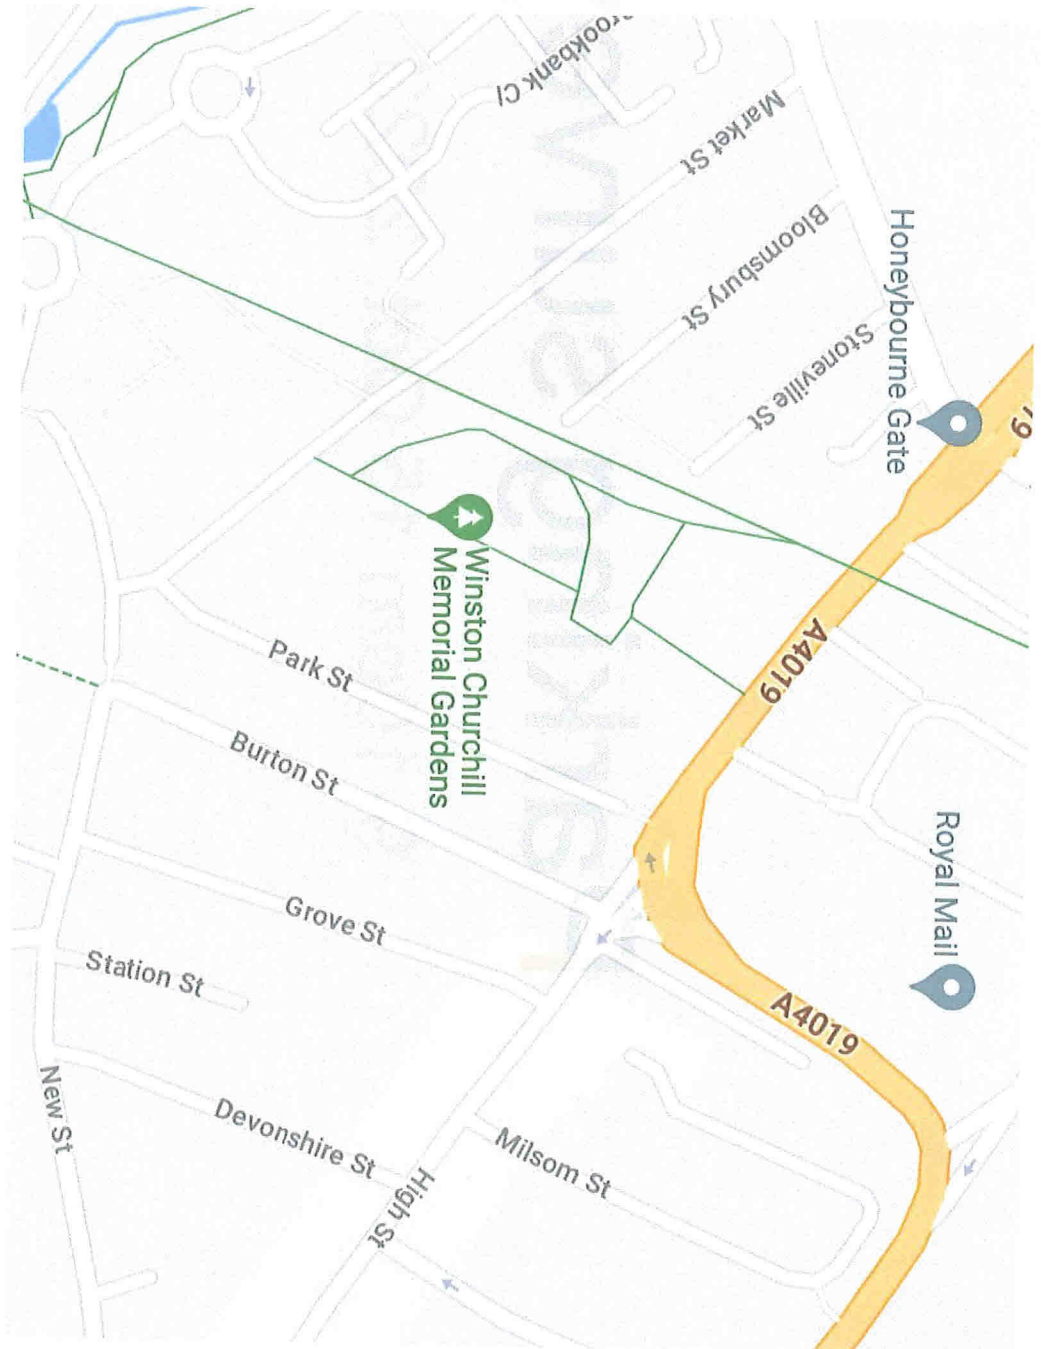 Brookbank Cl
Market St
Bloomsbury St
Stoneville St
Honeybourne Gate
19
A4019
Winston Churchill
Memorial Gardens
Park St
Burton St
Royal Mail
Grove St
Station St
A4019
New St
Devonshire St
Milsom St
High St